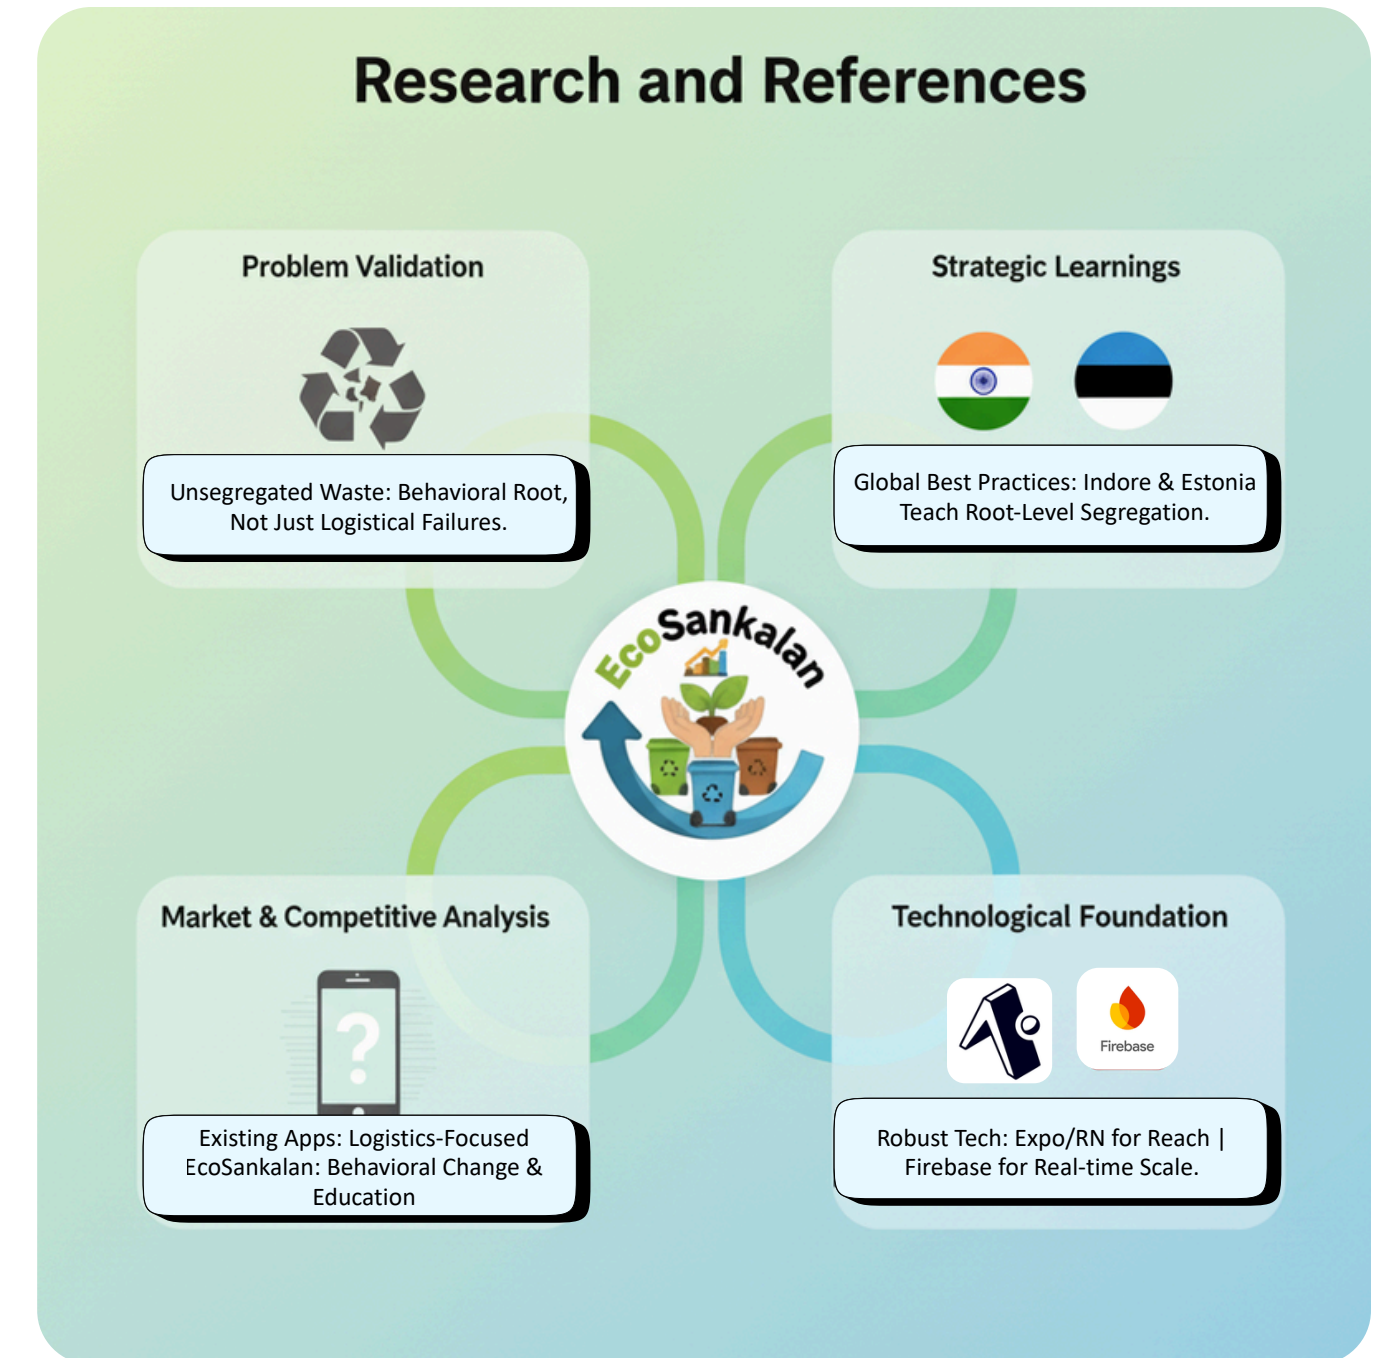 Research and References
Problem Validation
Unsegregated Waste: Behavioral Root,
Not Just Logistical Failures.
Strategic Learnings
Global Best Practices: Indore & Estonia
Teach Root-Level Segregation.
EcoSankalan
Market & Competitive Analysis
?
Existing Apps: Logistics-Focused
EcoSankalan: Behavioral Change &
Education
Technological Foundation
Firebase
Robust Tech: Expo/RN for Reach |
Firebase for Real-time Scale.